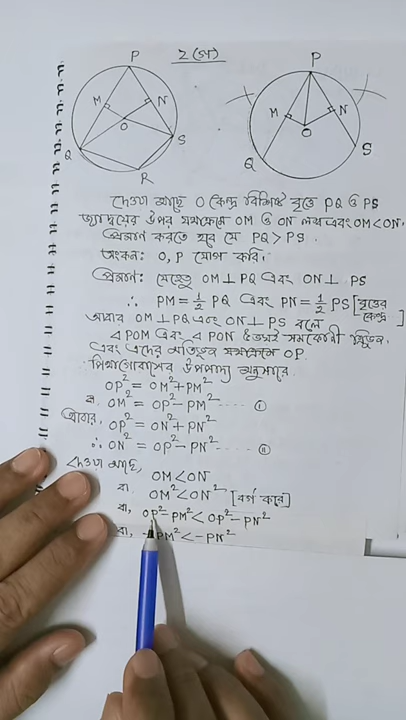 2(গ)
P
M
N
O
Q
S
R
P
M
N
O
Q
S
দেওয়া আছে O কেন্দ্র বিশিষ্ট বৃত্তে PQ ও PS
জ্যাদ্বয়ের উপর যথাক্রমে OM ও ON লম্ব এবং OM<ON.
প্রমাণ করতে হবে যে PQ>PS.
অংকন: O, P যোগ করি।
প্রমাণ: যেহেতু OM⊥PQ এবং ON⊥ PS
∴ PM=½ PQ এবং PN=½ PS [বৃত্তের কেন্দ্র]
আবার OM⊥PQ এবং ON⊥PS বলে
Δ POM এবং Δ PON উভয়ই সমকোণী ত্রিভুজ
এবং এদের অতিভুজ যথাক্রমে OP.
পিথাগোরাসের উপপাদ্য অনুসারে.
OP² = OM²+PM²
OM² = OP²-PM² ..... ①
আবার, OP² = ON²+PN²
∴ ON² = OP²-PN² ..... ②
দেওয়া আছে,
OM<ON
বা, OM²<ON² [বর্গ করে]
বা, OP²-PM²<OP²-PN²
বা, -PM²<-PN²